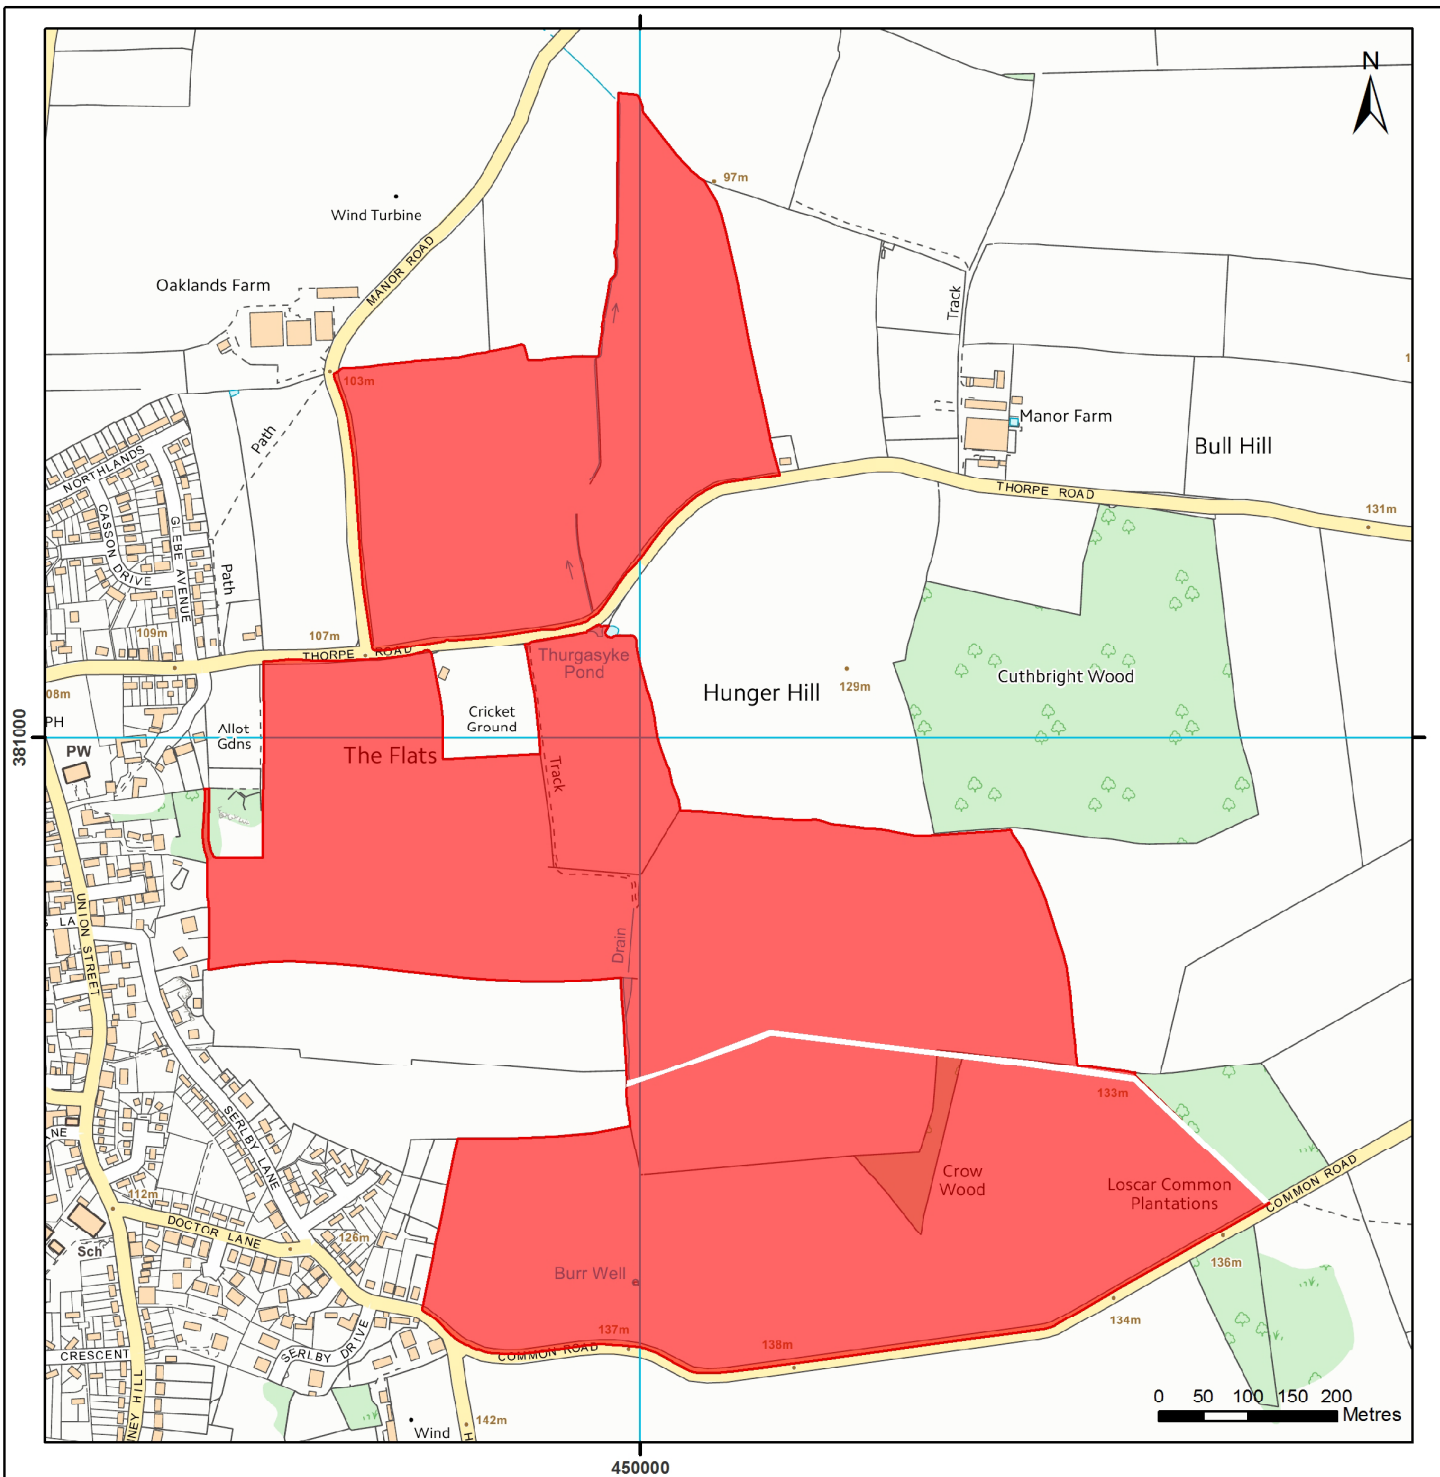 N
97m
Wind Turbine
MANOR ROAD
Oaklands Farm
Track
103m
Manor Farm
Path
Bull Hill
NORTHLANDS
THORPE ROAD
131m
CASSON DRIVE
GLEBE AVENUE
Path
109m
107m
THORPE ROAD
Thurgasyke
Pond
Cuthbright Wood
08m
Hunger Hill
129m
PH
Allot
Gdns
Cricket
Ground
381000
PW
The Flats
Track
UNION STREET
S LA
Drain
133m
SERLBY LANE
NE
Crow
Wood
Loscar Common
Plantations
COMMON ROAD
112m
DOCTOR LANE
126m
Sch
136m
Burr Well
134m
137m
138m
COMMON ROAD
CRESCENT
SERLBY DRIVE
NEY HILL
142m
Wind
H
0 50 100 150 200
Metres
450000